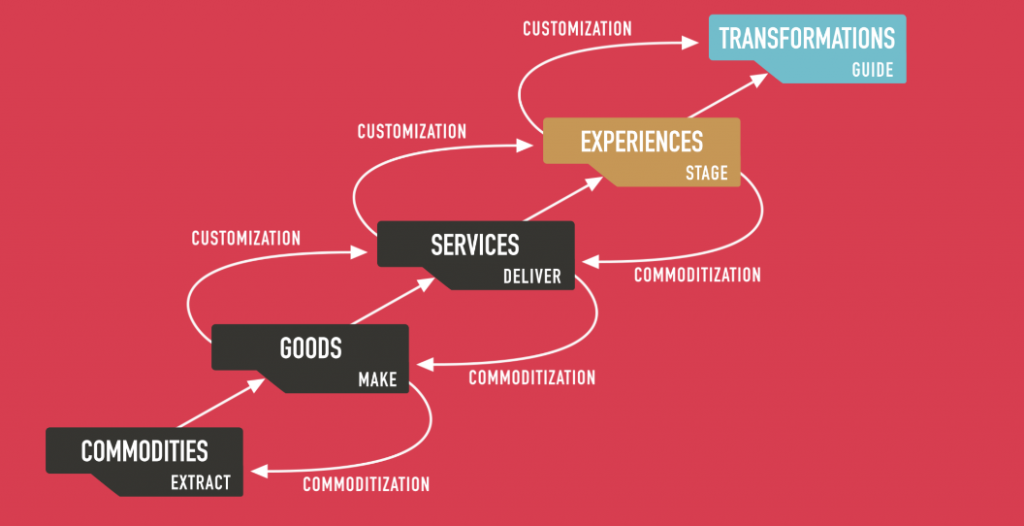 CUSTOMIZATION
TRANSFORMATIONS
GUIDE
CUSTOMIZATION
EXPERIENCES
STAGE
CUSTOMIZATION
SERVICES
DELIVER
COMMODITIZATION
GOODS
MAKE
COMMODITIZATION
COMMODITIES
EXTRACT
COMMODITIZATION